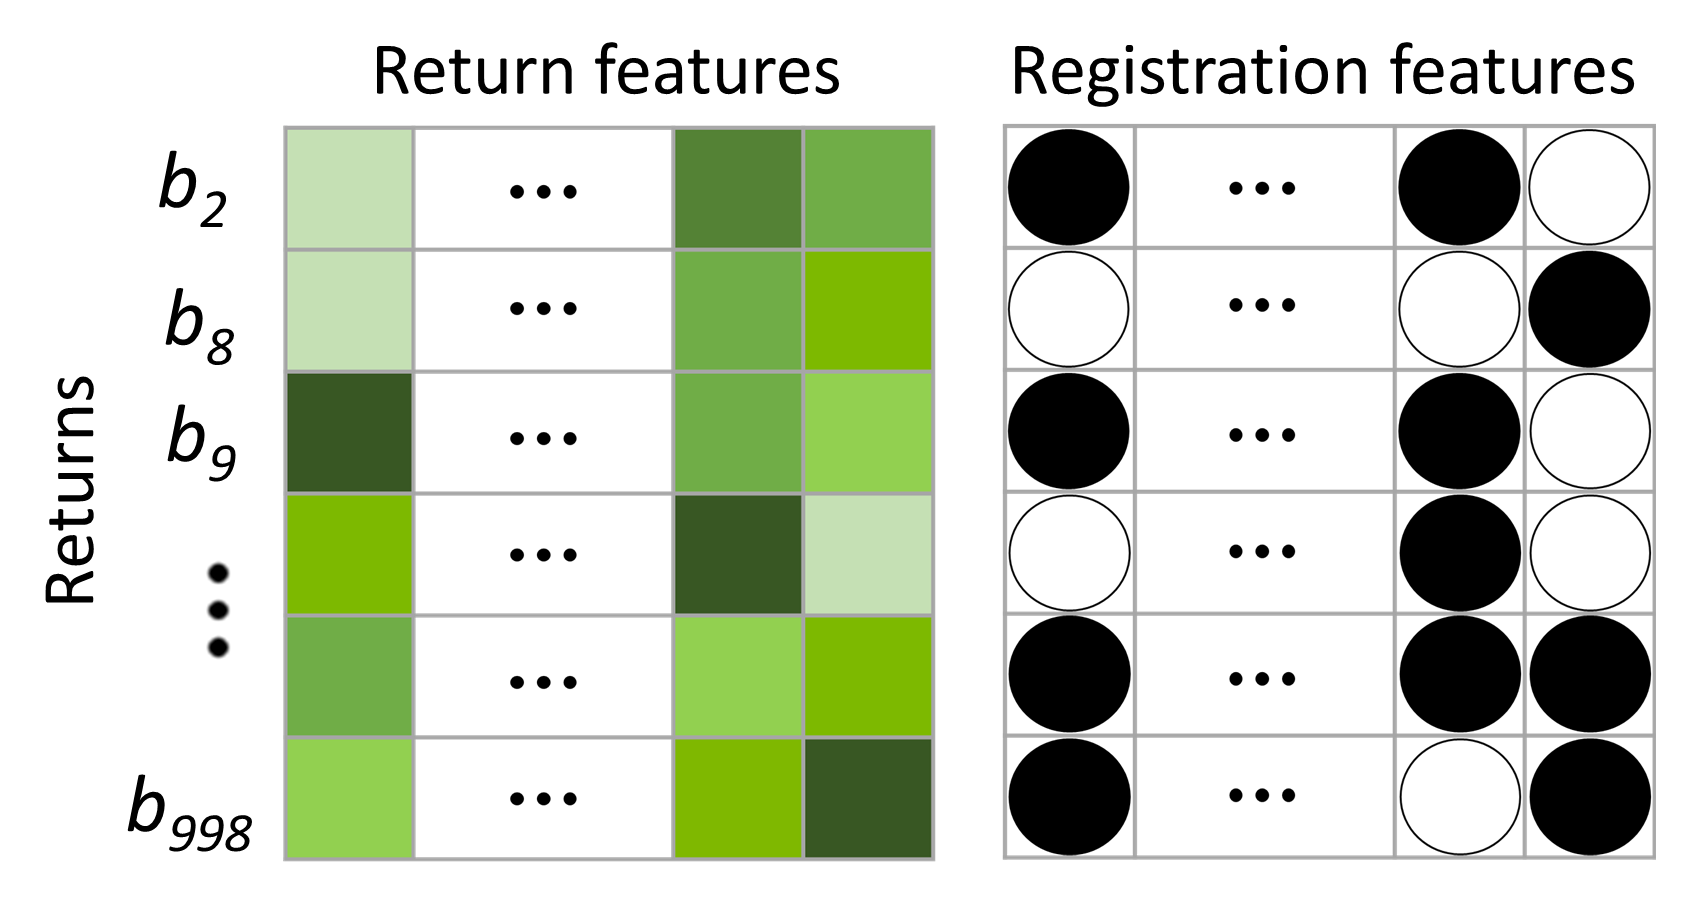 Return features
Registration features
Returns
b2
b8
b9
b998